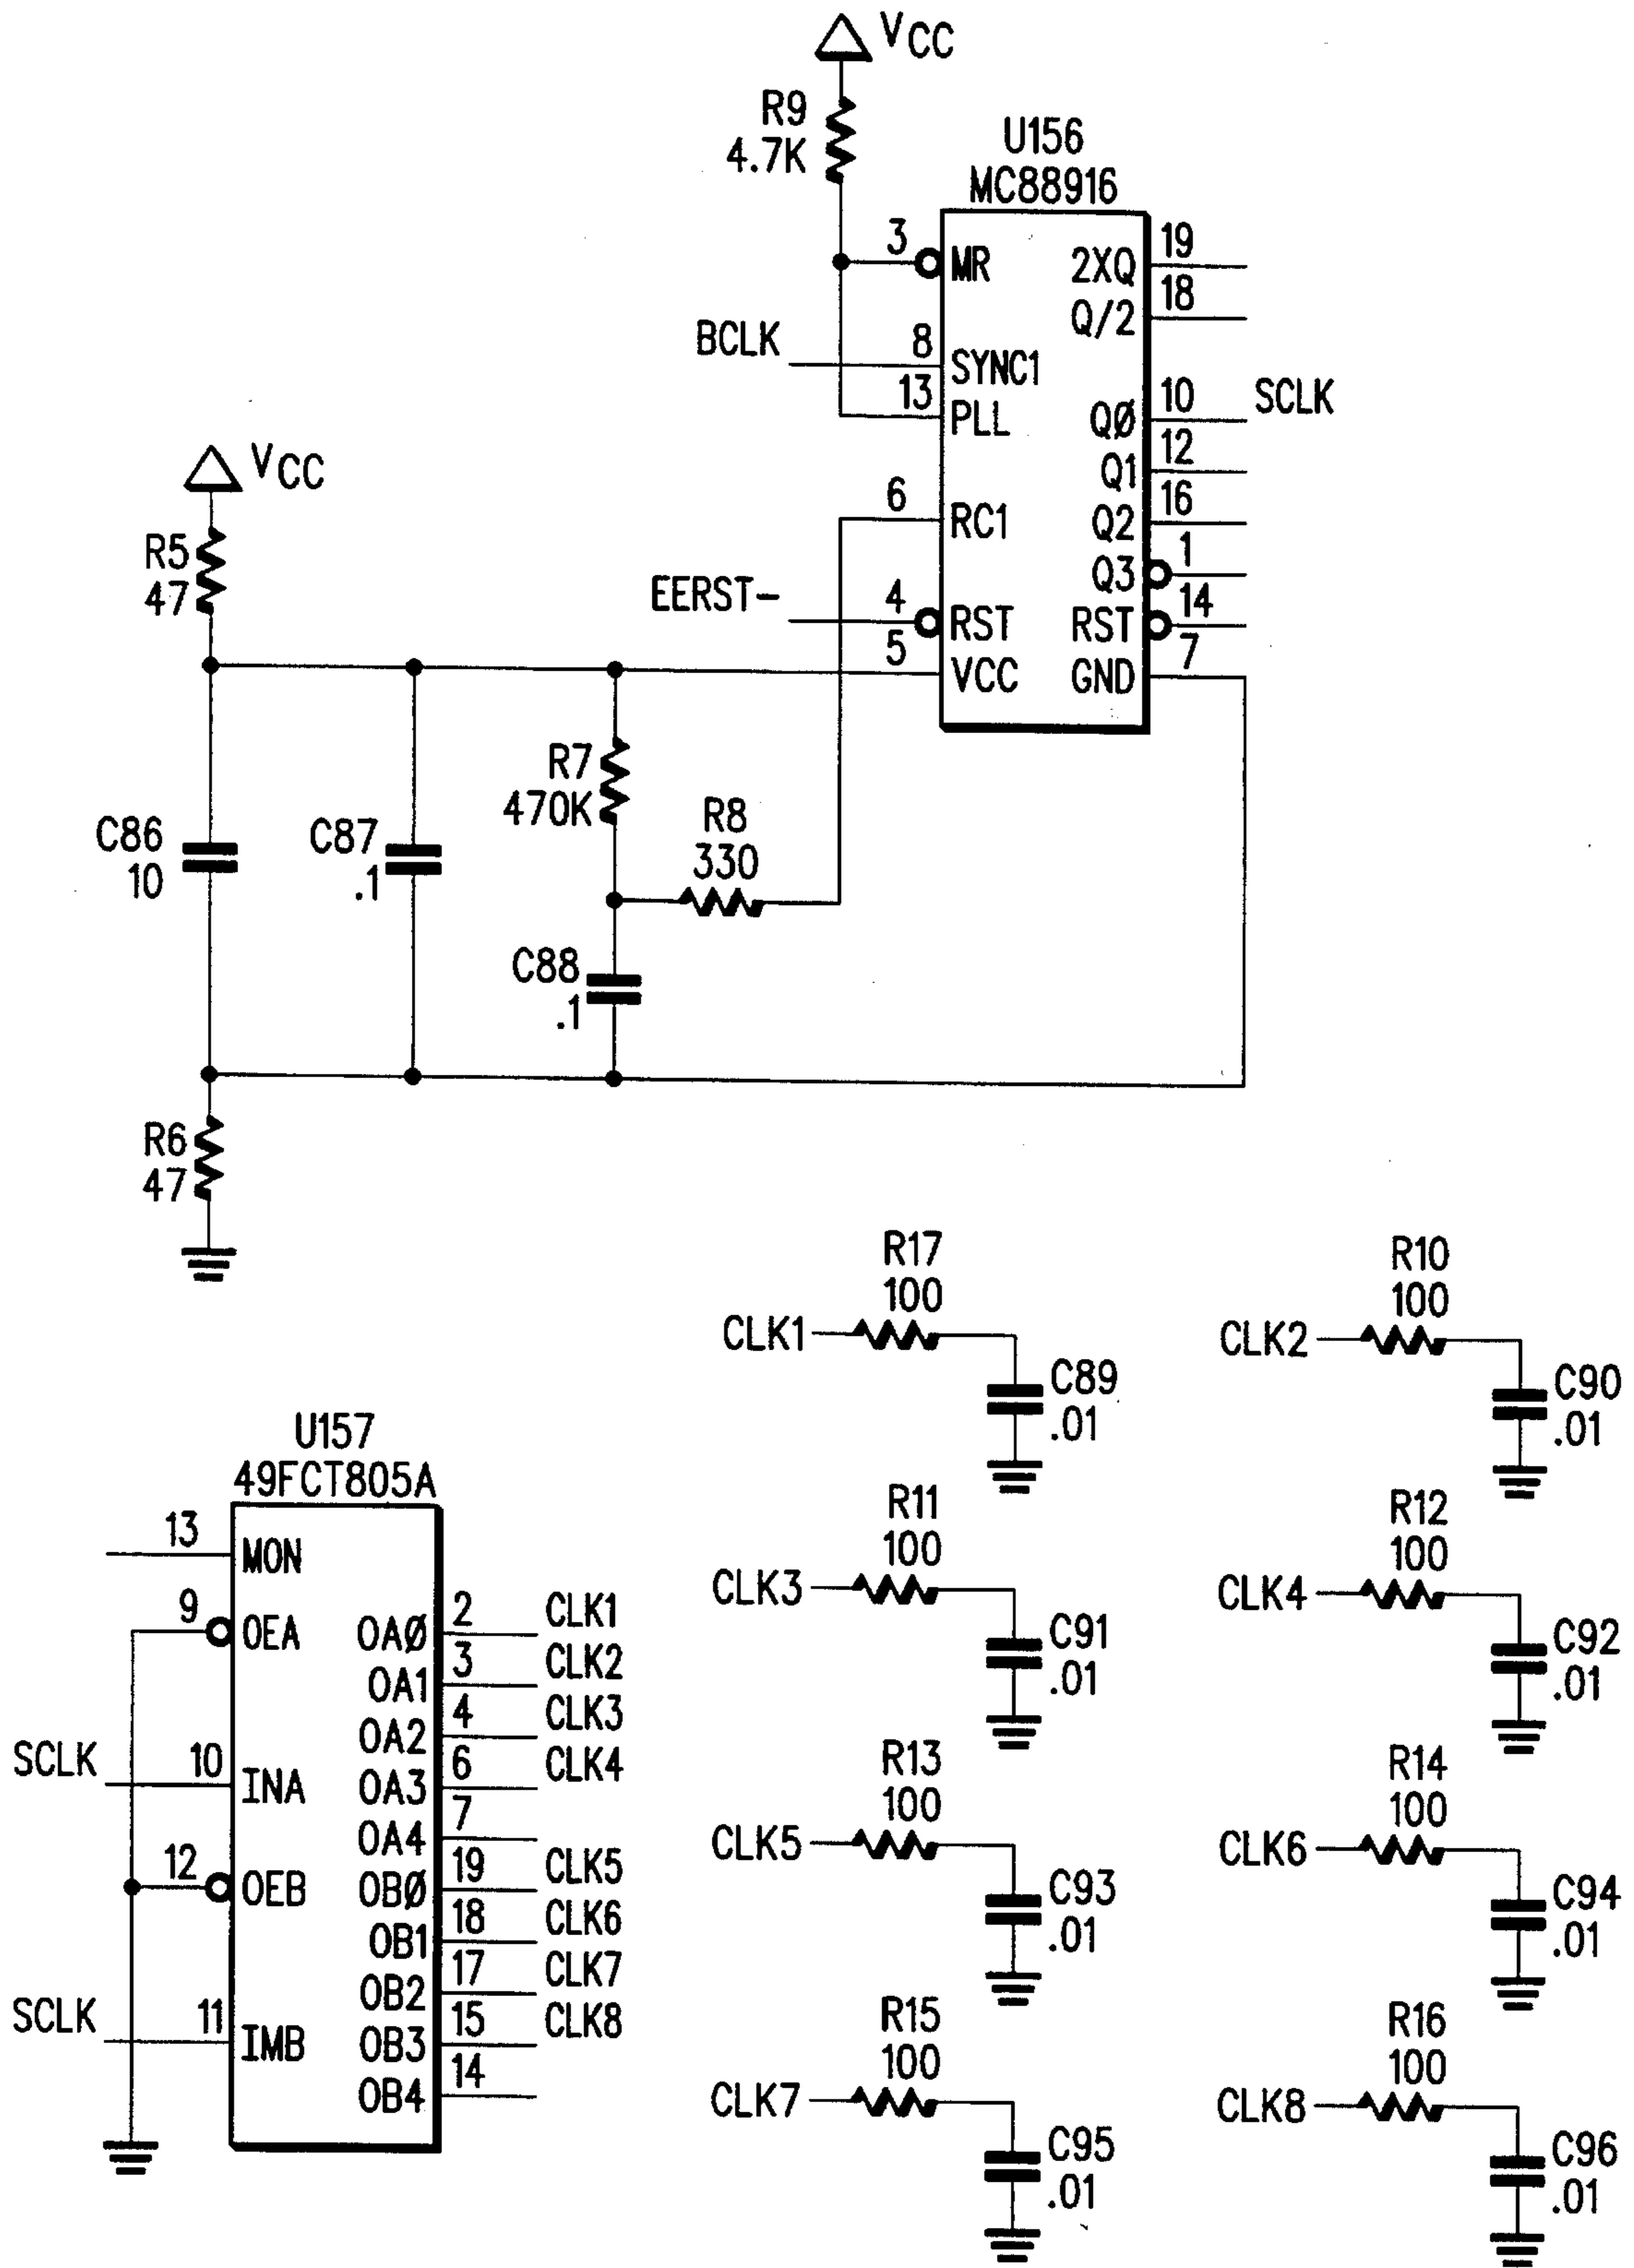 VCC
R9
4.7K
U156
MC88916
3
MR
2XQ
19
Q/2
18
BCLK
8
SYNC1
13
PLL
QØ
10
SCLK
Q1
12
6
RC1
Q2
16
Q3
1
EERST-
4
RST
RST
14
5
VCC
GND
7
VCC
R5
47
R7
470K
R8
330
C86
10
C87
.1
C88
.1
R6
47
R17
100
CLK1
C89
.01
R10
100
CLK2
C90
.01
R11
100
CLK3
C91
.01
R12
100
CLK4
C92
.01
R13
100
CLK5
C93
.01
R14
100
CLK6
C94
.01
R15
100
CLK7
C95
.01
R16
100
CLK8
C96
.01
U157
49FCT805A
13
MON
9
OEA
OAØ
2
CLK1
OA1
3
CLK2
OA2
4
CLK3
SCLK
10
INA
OA3
6
CLK4
OA4
7
12
OEB
OBØ
19
CLK5
OB1
18
CLK6
OB2
17
CLK7
SCLK
11
IMB
OB3
15
CLK8
OB4
14